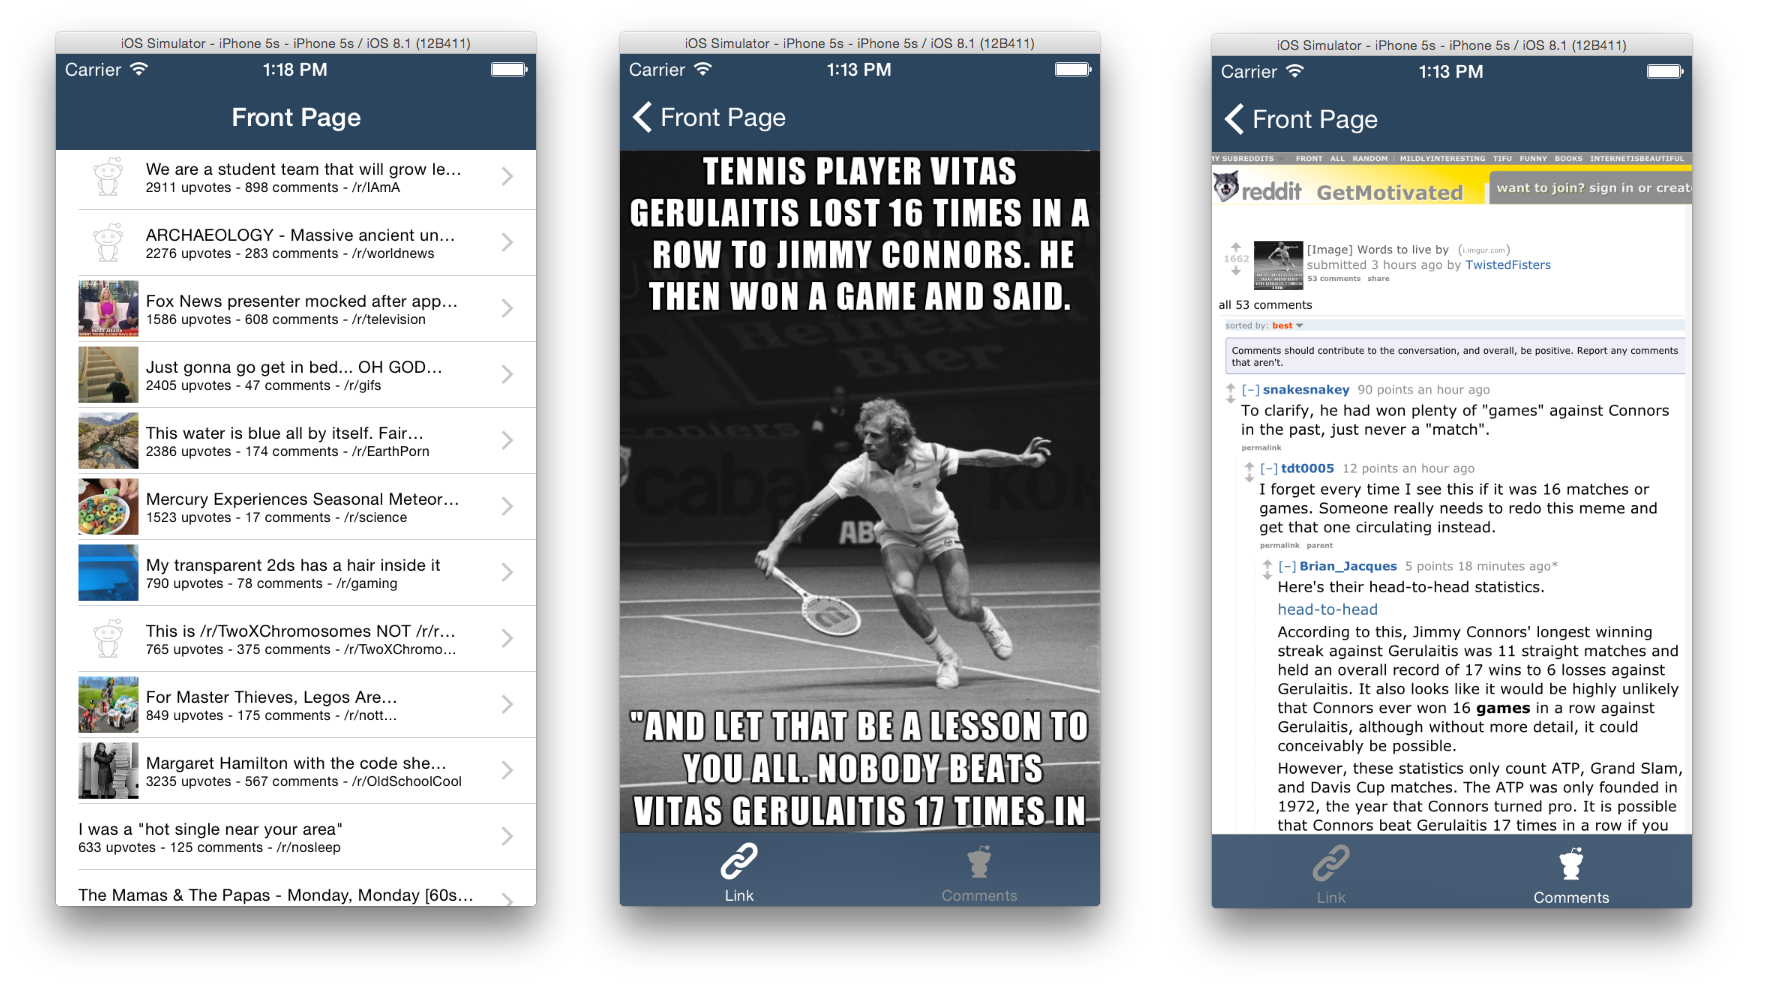 iOS Simulator - iPhone 5s - iPhone 5s / iOS 8.1 (12B411)
Carrier 1:18 PM
Front Page
We are a student team that will grow le...
2911 upvotes - 898 comments - /r/IAmA
ARCHAEOLOGY - Massive ancient un...
2276 upvotes - 283 comments - /r/worldnews
Fox News presenter mocked after app...
1586 upvotes - 608 comments - /r/television
Just gonna go get in bed... OH GOD...
2405 upvotes - 47 comments - /r/gifs
This water is blue all by itself. Fair...
2386 upvotes - 174 comments - /r/EarthPorn
Mercury Experiences Seasonal Meteor...
1523 upvotes - 17 comments - /r/science
My transparent 2ds has a hair inside it
790 upvotes - 78 comments - /r/gaming
This is /r/TwoXChromosomes NOT /r/r...
765 upvotes - 375 comments - /r/TwoXChromo...
For Master Thieves, Legos Are...
849 upvotes - 175 comments - /r/nott...
Margaret Hamilton with the code she...
3235 upvotes - 567 comments - /r/OldSchoolCool
I was a "hot single near your area"
633 upvotes - 125 comments - /r/nosleep
The Mamas & The Papas - Monday, Monday [60s...
iOS Simulator - iPhone 5s - iPhone 5s / iOS 8.1 (12B411)
Carrier 1:13 PM
Front Page
TENNIS PLAYER VITAS
GERULAITIS LOST 16 TIMES IN A
ROW TO JIMMY CONNORS. HE
THEN WON A GAME AND SAID.
Bier
AB
"AND LET THAT BE A LESSON TO
YOU ALL. NOBODY BEATS
VITAS GERULAITIS 17 TIMES IN
Link Comments
iOS Simulator - iPhone 5s - iPhone 5s / iOS 8.1 (12B411)
Carrier 1:13 PM
Front Page
MY SUBREDDITS FRONT ALL RANDOM | MILDLYINTERESTING TIFU FUNNY BOOKS INTERNETISBEAUTIFUL
reddit GetMotivated want to join? sign in or create
1662
[Image] Words to live by (i.imgur.com)
submitted 3 hours ago by TwistedFisters
53 comments share
all 53 comments
sorted by: best
Comments should contribute to the conversation, and overall, be positive. Report any comments
that aren't.
[–] snakesnakey 90 points an hour ago
To clarify, he had won plenty of "games" against Connors
in the past, just never a "match".
permalink
[–] tdt0005 12 points an hour ago
I forget every time I see this if it was 16 matches or
games. Someone really needs to redo this meme and
get that one circulating instead.
permalink parent
[–] Brian_Jacques 5 points 18 minutes ago*
Here's their head-to-head statistics.
head-to-head
According to this, Jimmy Connors' longest winning
streak against Gerulaitis was 11 straight matches and
held an overall record of 17 wins to 6 losses against
Gerulaitis. It also looks like it would be highly unlikely
that Connors ever won 16 games in a row against
Gerulaitis, although without more detail, it could
conceivably be possible.
However, these statistics only count ATP, Grand Slam,
and Davis Cup matches. The ATP was only founded in
1972, the year that Connors turned pro. It is possible
that Connors beat Gerulaitis 17 times in a row if you
Link Comments